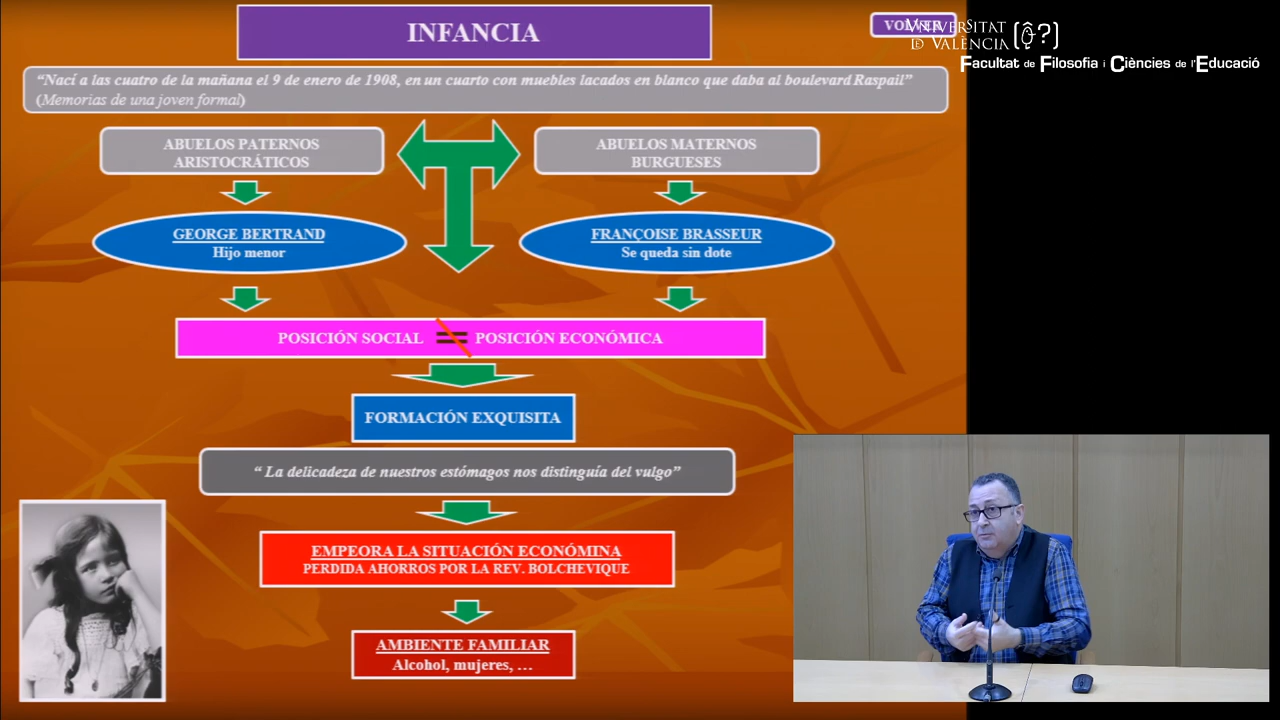 INFANCIA
VOLVER
VNIVERSITAT
DE VALÈNCIA
Facultat de Filosofia i Ciències de l'Educació
“Nací a las cuatro de la mañana el 9 de enero de 1908, en un cuarto con muebles lacados en blanco que daba al boulevard Raspail”
(Memorias de una joven formal)
ABUELOS PATERNOS
ARISTOCRÁTICOS
ABUELOS MATERNOS
BURGUESES
GEORGE BERTRAND
Hijo menor
FRANÇOISE BRASSEUR
Se queda sin dote
POSICIÓN SOCIAL = POSICIÓN ECONÓMICA
FORMACIÓN EXQUISITA
“ La delicadeza de nuestros estómagos nos distinguía del vulgo”
EMPEORA LA SITUACIÓN ECONÓMINA
PERDIDA AHORROS POR LA REV. BOLCHEVIQUE
AMBIENTE FAMILIAR
Alcohol, mujeres, …